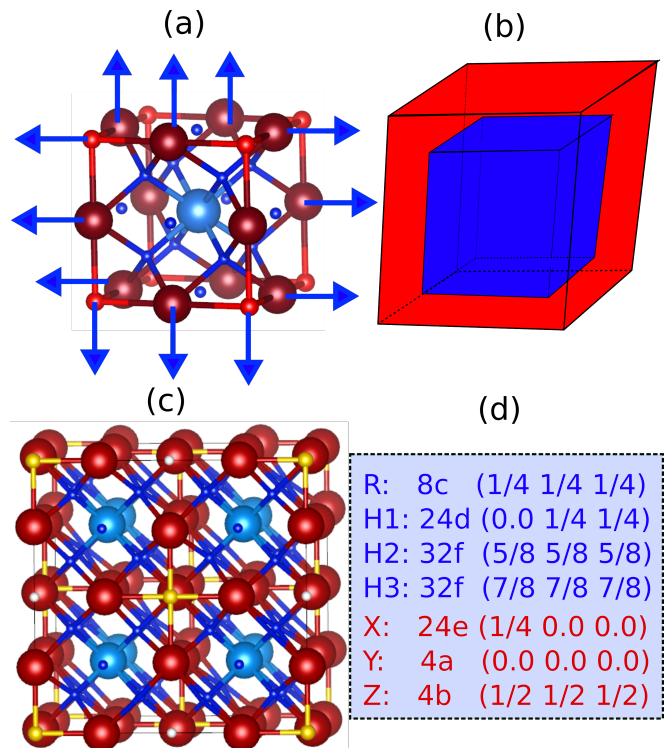 (a)
(b)
(c)
(d)
R: 8c (1/4 1/4 1/4)
H1: 24d (0.0 1/4 1/4)
H2: 32f (5/8 5/8 5/8)
H3: 32f (7/8 7/8 7/8)
X: 24e (1/4 0.0 0.0)
Y: 4a (0.0 0.0 0.0)
Z: 4b (1/2 1/2 1/2)